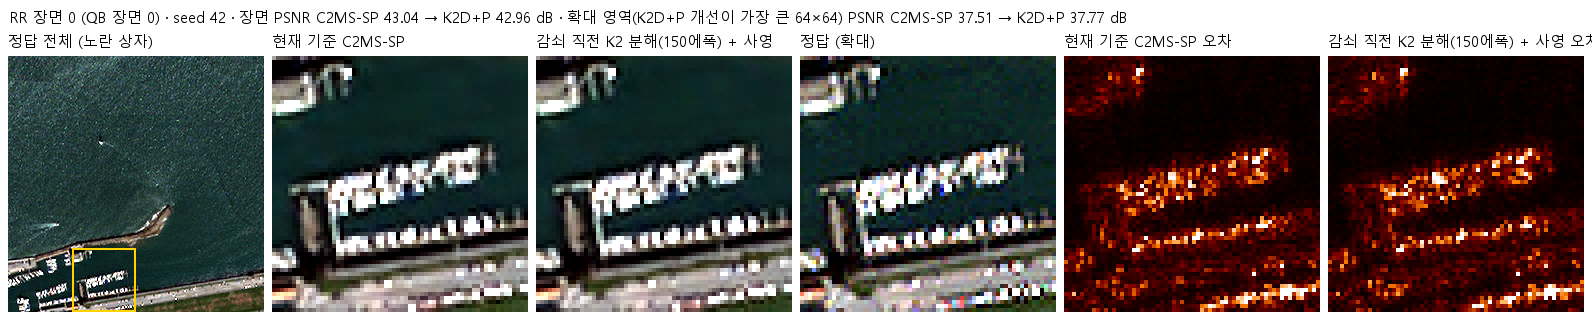 RR 장면 0 (QB 장면 0) · seed 42 · 장면 PSNR C2MS-SP 43.04 → K2D+P 42.96 dB · 확대 영역(K2D+P 개선이 가장 큰 64×64) PSNR C2MS-SP 37.51 → K2D+P 37.77 dB
정답 전체 (노란 상자) 현재 기준 C2MS-SP 감쇠 직전 K2 분해(150에폭) + 사영 정답 (확대) 현재 기준 C2MS-SP 오차 감쇠 직전 K2 분해(150에폭) + 사영 오차